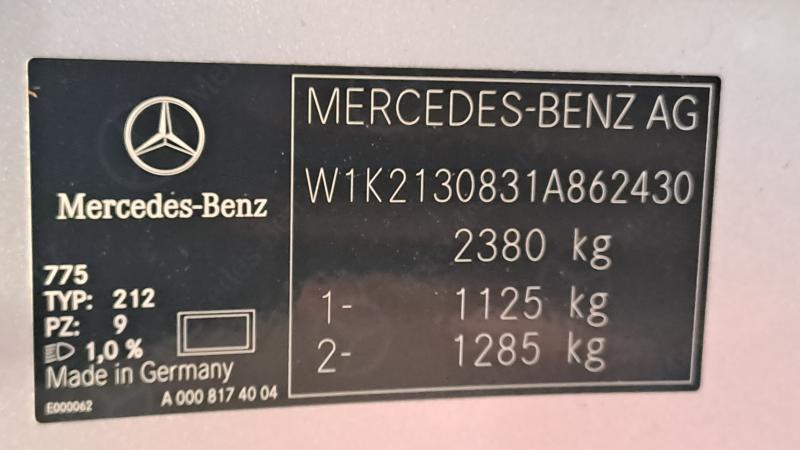 Mercedes-Benz
775
TYP: 212
PZ: 9
1,0 %
Made in Germany
E000062
A 000 817 40 04
MERCEDES-BENZ AG
W1K2130831A862430
2380 kg
1- 1125 kg
2- 1285 kg